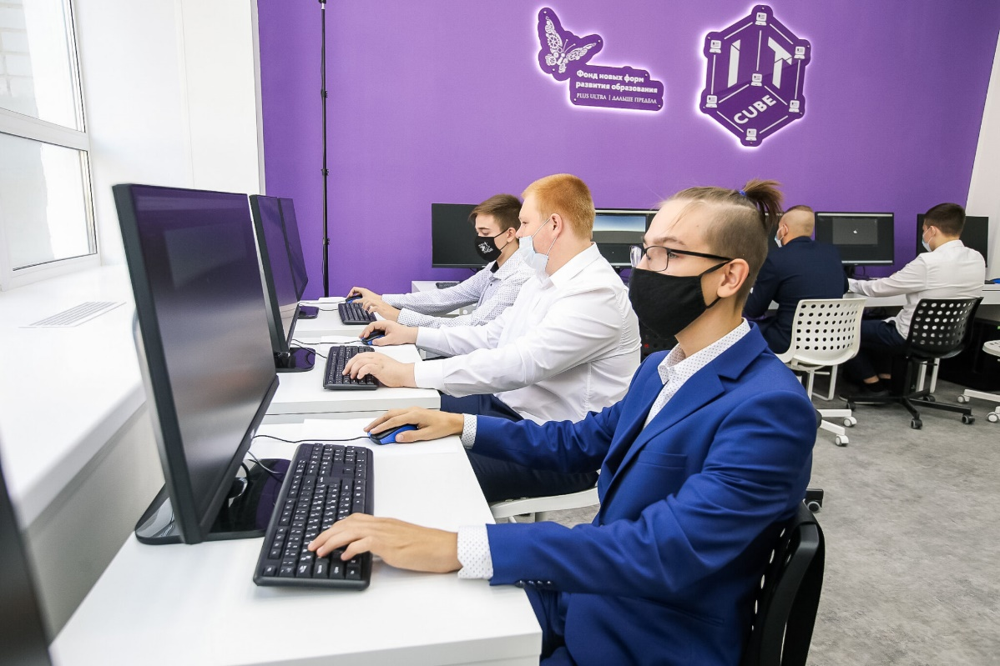 Фонд новых форм
развития образования
PLUS ULTRA | ДАЛЬШЕ ПРЕДЕЛА
IT
CUBE